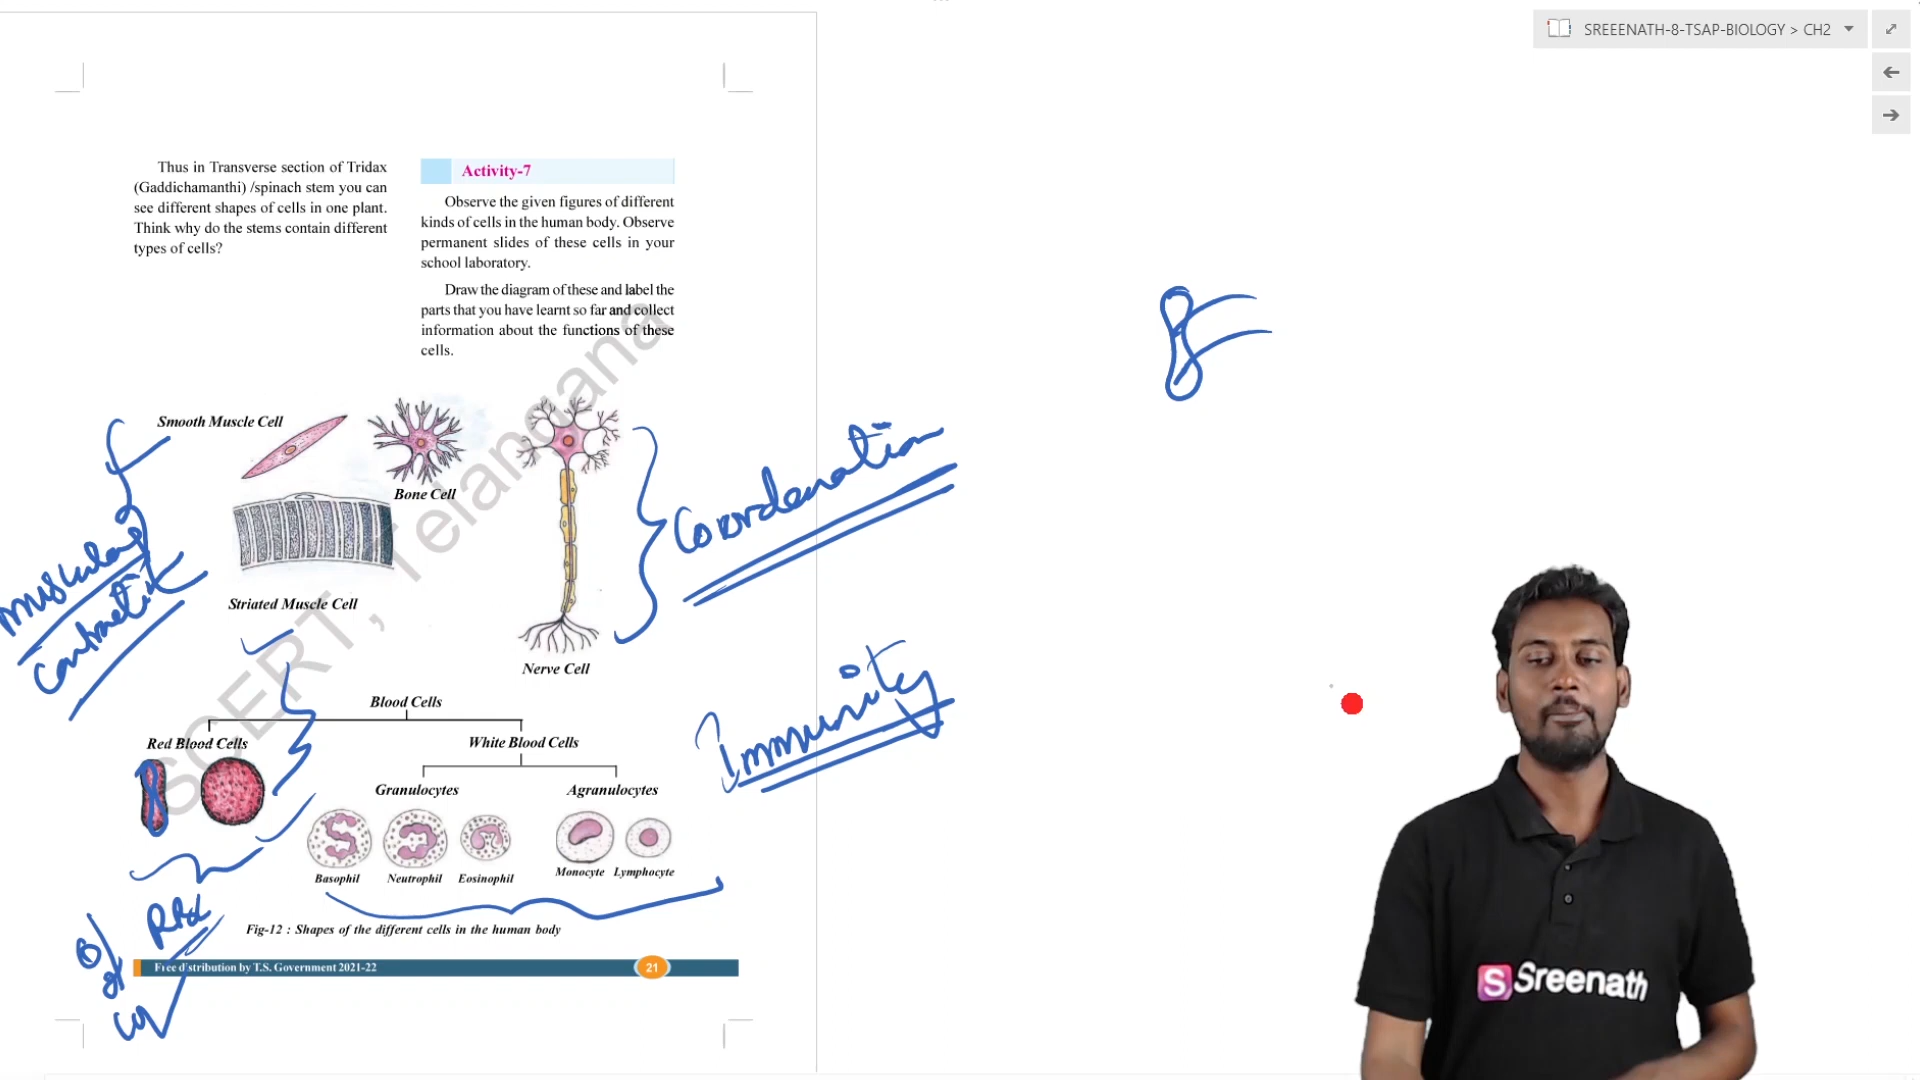 SREEENATH-8-TSAP-BIOLOGY > CH2
Thus in Transverse section of Tridax
(Gaddichamanthi) /spinach stem you can
see different shapes of cells in one plant.
Think why do the stems contain different
types of cells?
Activity-7
Observe the given figures of different
kinds of cells in the human body. Observe
permanent slides of these cells in your
school laboratory.
Draw the diagram of these and label the
parts that you have learnt so far and collect
information about the functions of these
cells.
Smooth Muscle Cell
Bone Cell
Striated Muscle Cell
Nerve Cell
muscular
Coordenation
Immunity
Blood Cells
Red Blood Cells
White Blood Cells
Granulocytes
Agranulocytes
Basophil
Neutrophil
Eosinophil
Monocyte
Lymphocyte
Fig-12 : Shapes of the different cells in the human body
Free distribution by T.S. Government 2021-22
21
SCERT, Telangana
S Sreenath